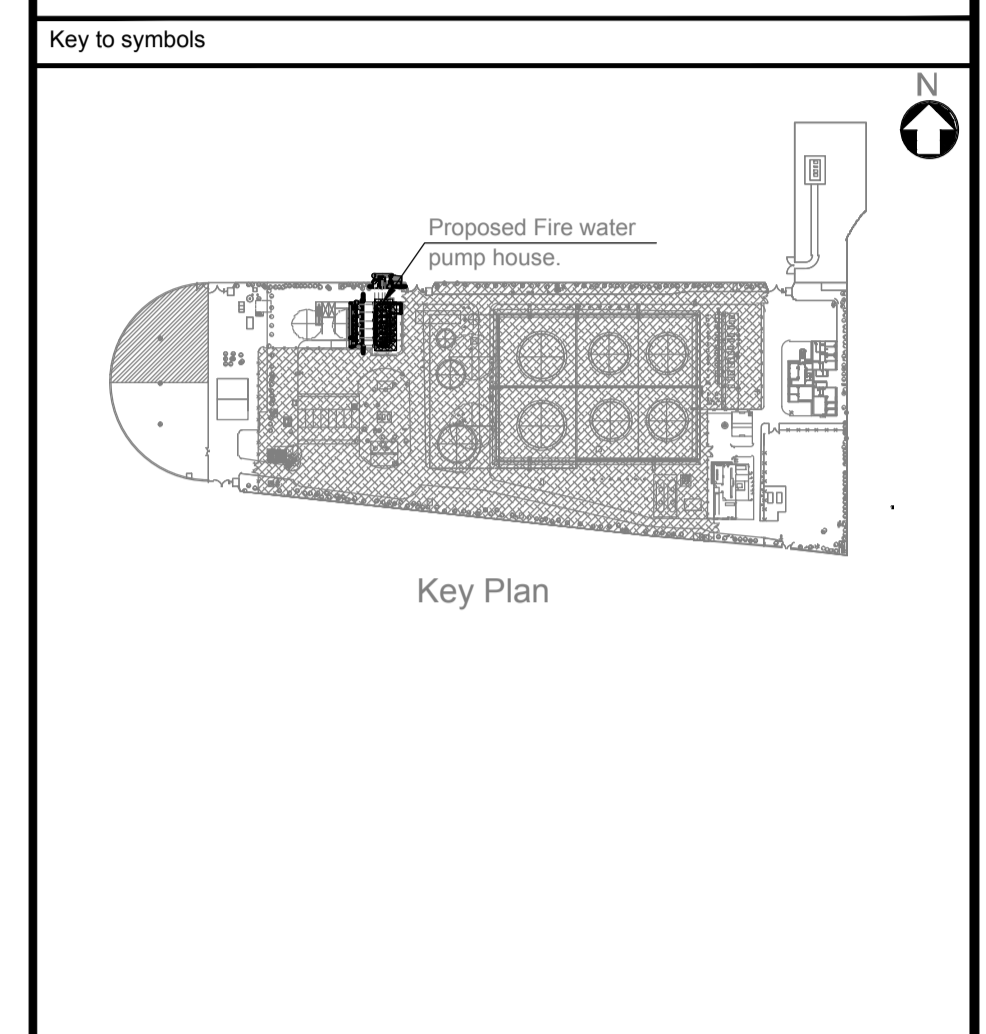 Key to symbols
N
Proposed Fire water
pump house.
Key Plan